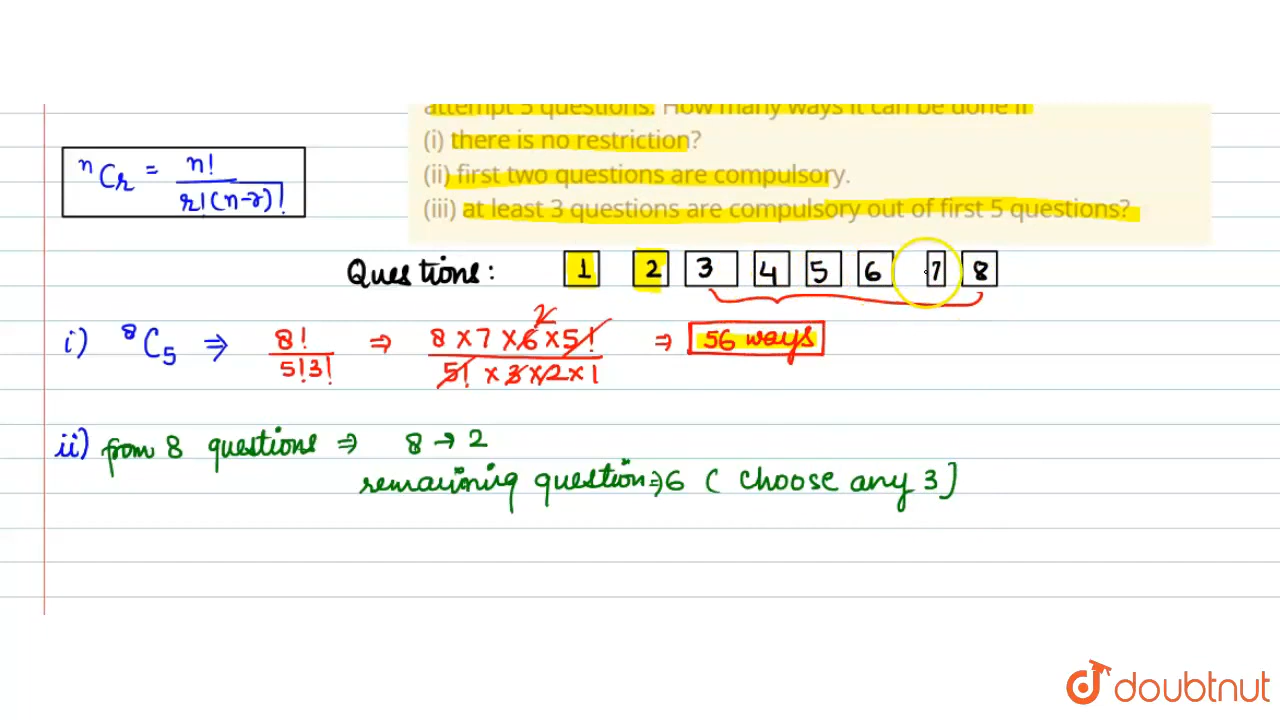 attempt 5 questions. How many ways it can be done if
(i) there is no restriction?
(ii) first two questions are compulsory.
(iii) at least 3 questions are compulsory out of first 5 questions?
ⁿCr = n! / r!(n-r)!
Questions: 1 2 3 4 5 6 7 8
i) ⁸C₅ ⇒ 8! / 5!3! ⇒ 8 × 7 × 6 × 5! / 5! × 3 × 2 × 1 ⇒ 56 ways
ii) from 8 questions ⇒ 8 → 2
remaining question ⇒ 6 ( choose any 3 )
doubtnut